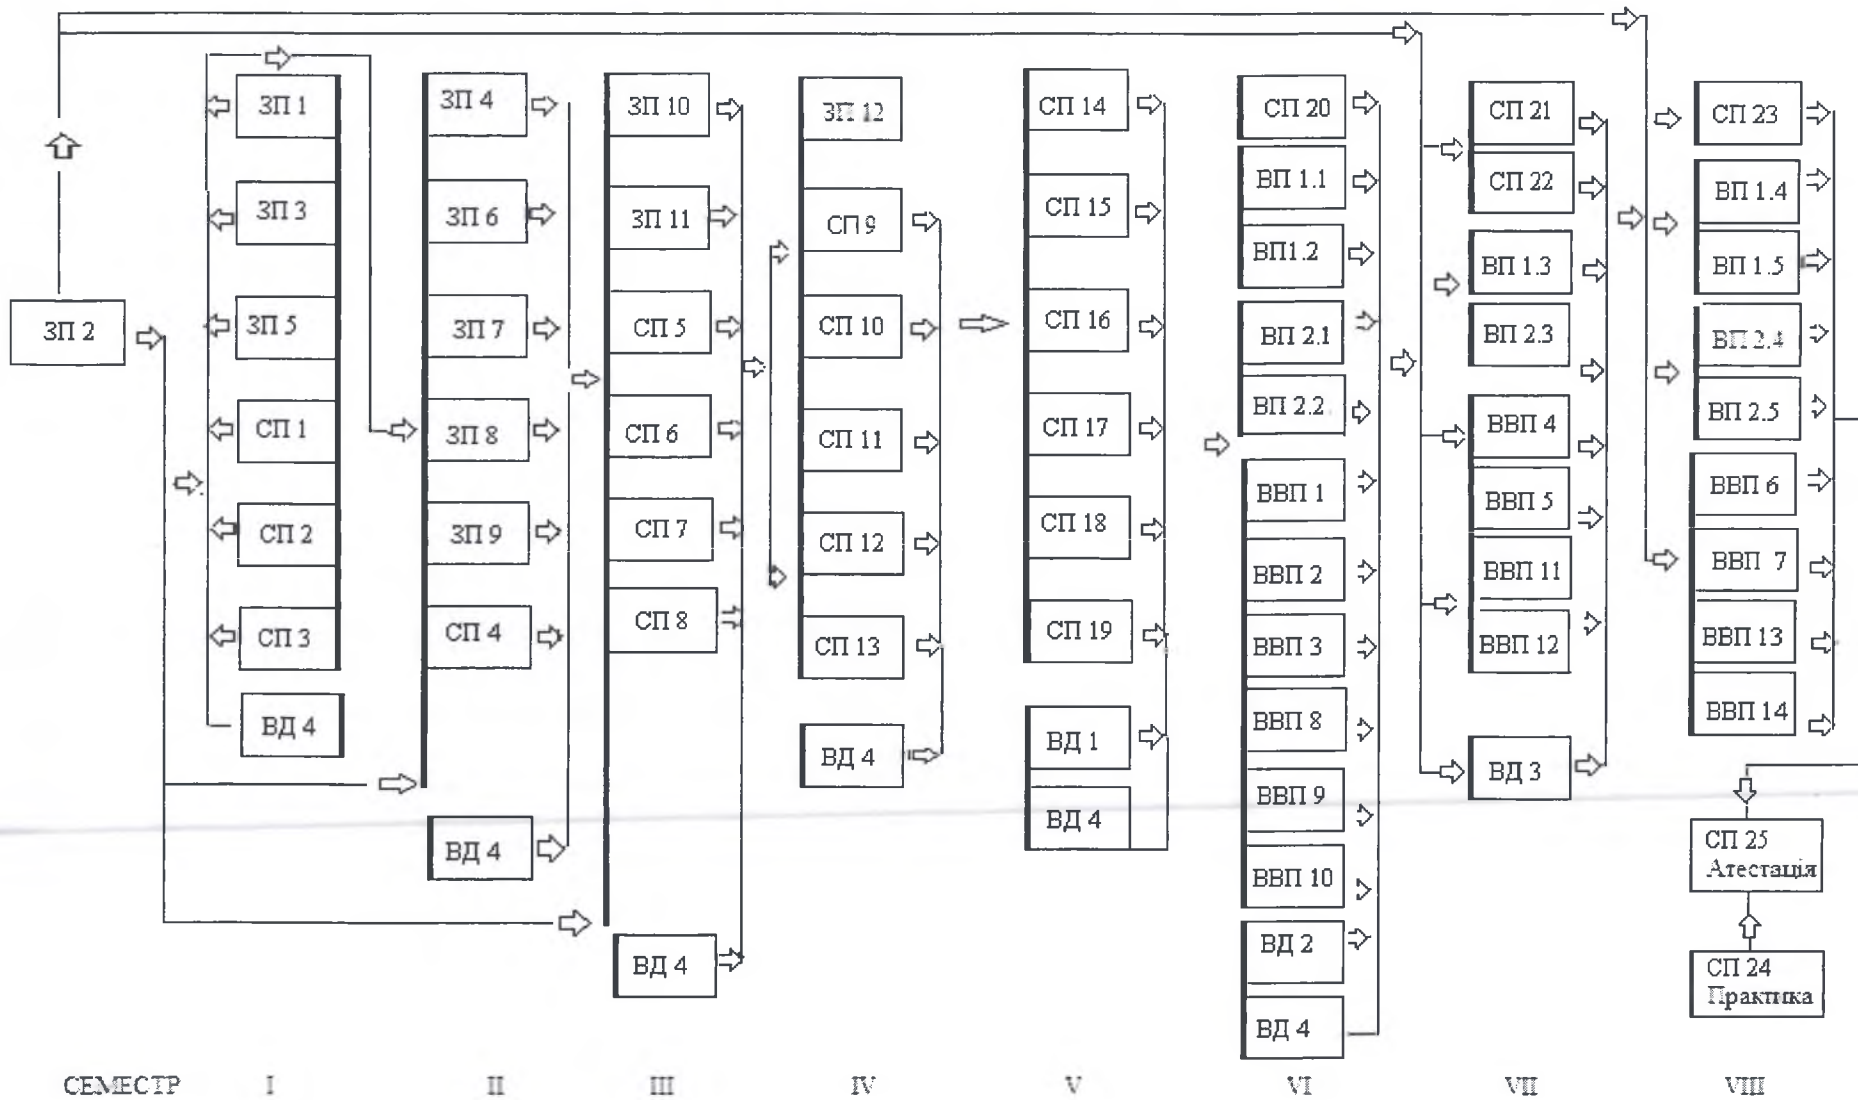 ЗП 2
ЗП 1
ЗП 3
ЗП 5
СП 1
СП 2
СП 3
ВД 4
ЗП 4
ЗП 6
ЗП 7
ЗП 8
ЗП 9
СП 4
ВД 4
ЗП 10
ЗП 11
СП 5
СП 6
СП 7
СП 8
ВД 4
ЗП 12
СП 9
СП 10
СП 11
СП 12
СП 13
ВД 4
СП 14
СП 15
СП 16
СП 17
СП 18
СП 19
ВД 1
ВД 4
СП 20
ВП 1.1
ВП1.2
ВП 2.1
ВП 2.2
ВВП 1
ВВП 2
ВВП 3
ВВП 8
ВВП 9
ВВП 10
ВД 2
ВД 4
СП 21
СП 22
ВП 1.3
ВП 2.3
ВВП 4
ВВП 5
ВВП 11
ВВП 12
ВД 3
СП 23
ВП 1.4
ВП 1.5
ВП 2.4
ВП 2.5
ВВП 6
ВВП 7
ВВП 13
ВВП 14
СП 25
Атестація
СП 24
Практика
СЕМЕСТР I II III IV V VI VII VIII